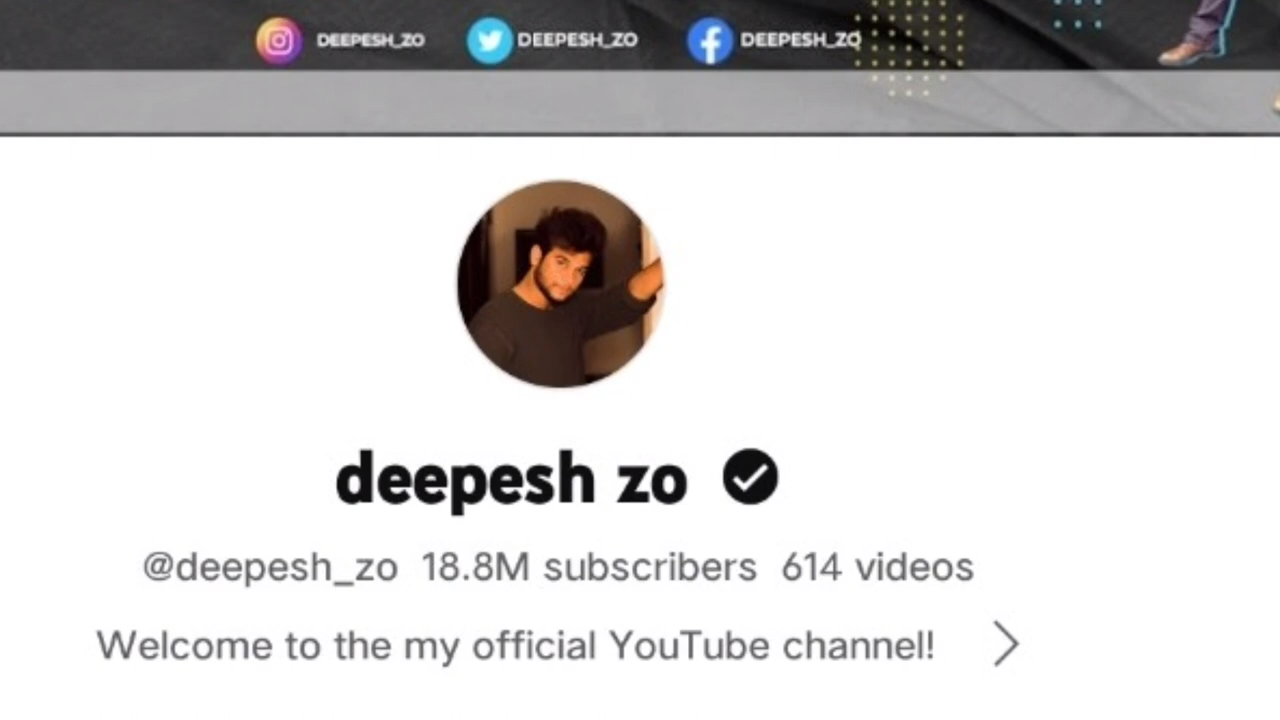 DEEPESH_ZO DEEPESH_ZO DEEPESH_ZO
deepesh zo
@deepesh_zo 18.8M subscribers 614 videos
Welcome to the my official YouTube channel!